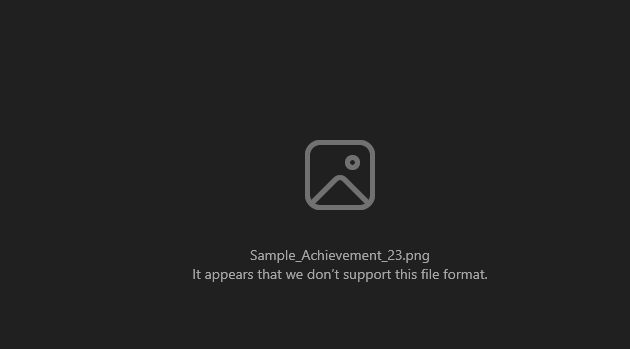 Sample_Achievement_23.png
It appears that we don't support this file format.